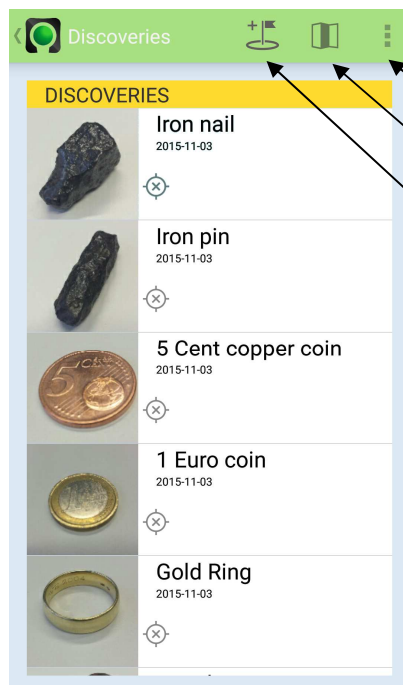 Discoveries
DISCOVERIES
Iron nail
2015-11-03
Iron pin
2015-11-03
5 Cent copper coin
2015-11-03
1 Euro coin
2015-11-03
Gold Ring
2015-11-03